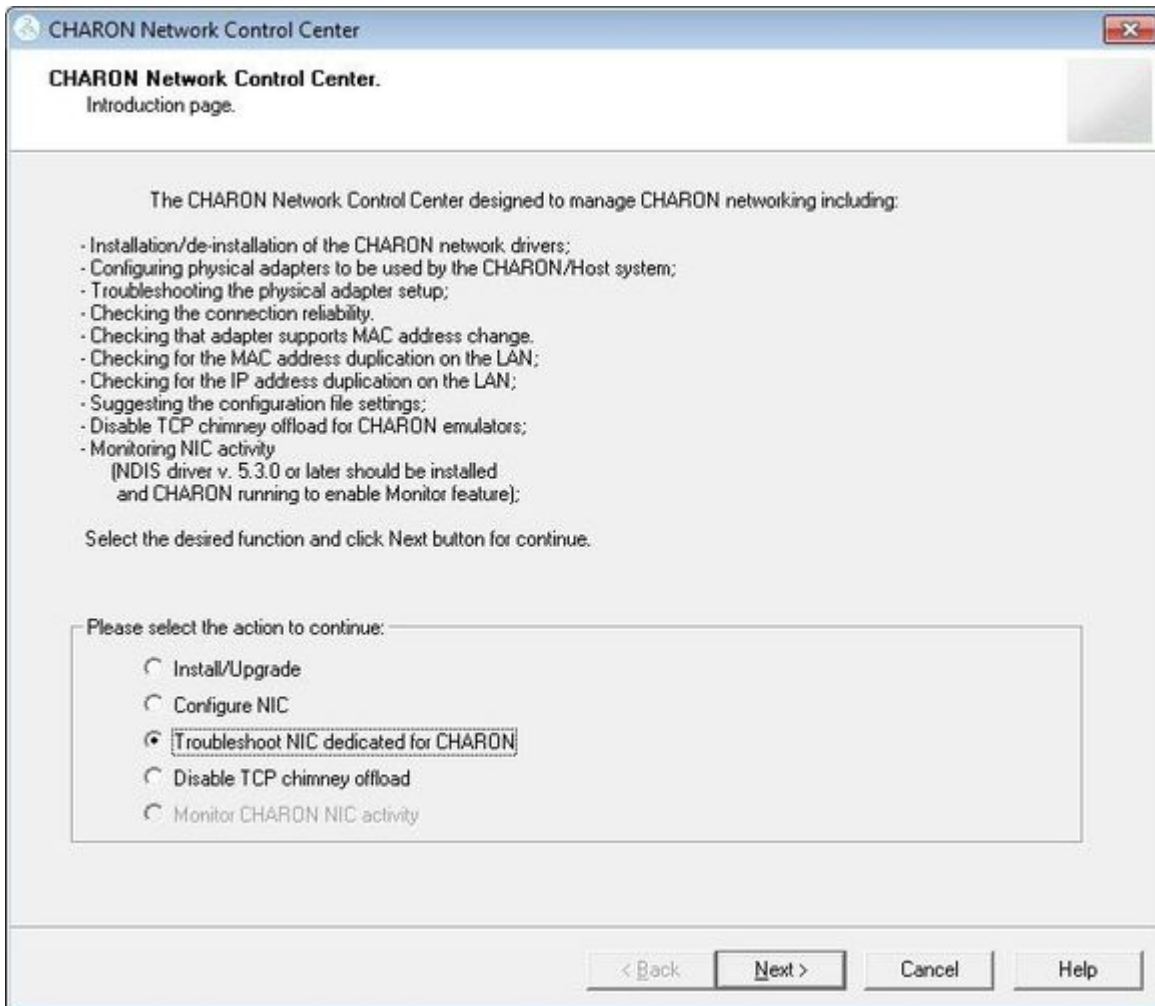 CHARON Network Control Center
CHARON Network Control Center.
Introduction page.
The CHARON Network Control Center designed to manage CHARON networking including:
- Installation/de-installation of the CHARON network drivers;
- Configuring physical adapters to be used by the CHARON/Host system;
- Troubleshooting the physical adapter setup;
- Checking the connection reliability.
- Checking that adapter supports MAC address change.
- Checking for the MAC address duplication on the LAN;
- Checking for the IP address duplication on the LAN;
- Suggesting the configuration file settings;
- Disable TCP chimney offload for CHARON emulators;
- Monitoring NIC activity
(NDIS driver v. 5.3.0 or later should be installed
and CHARON running to enable Monitor feature);
Select the desired function and click Next button for continue.
Please select the action to continue:
Install/Upgrade
Configure NIC
Troubleshoot NIC dedicated for CHARON
Disable TCP chimney offload
Monitor CHARON NIC activity
< Back
Next >
Cancel
Help